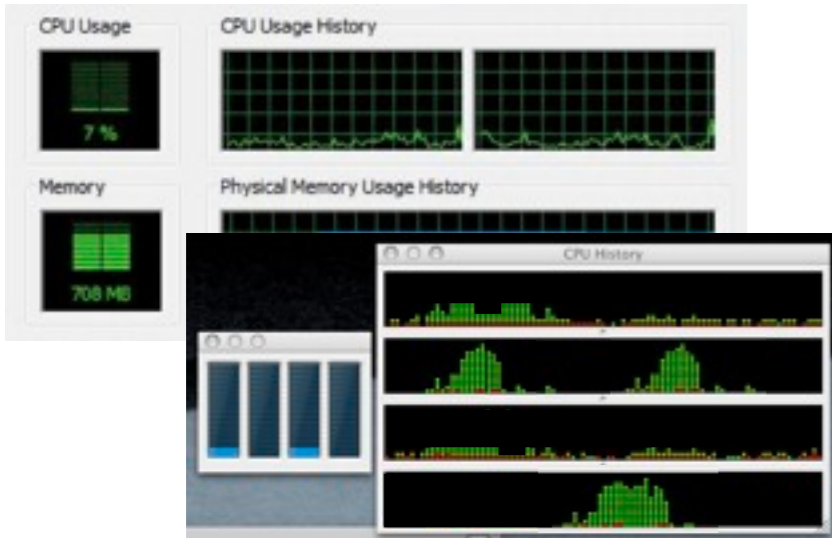 CPU Usage
CPU Usage History
7 %
Memory
Physical Memory Usage History
708 MB
CPU History